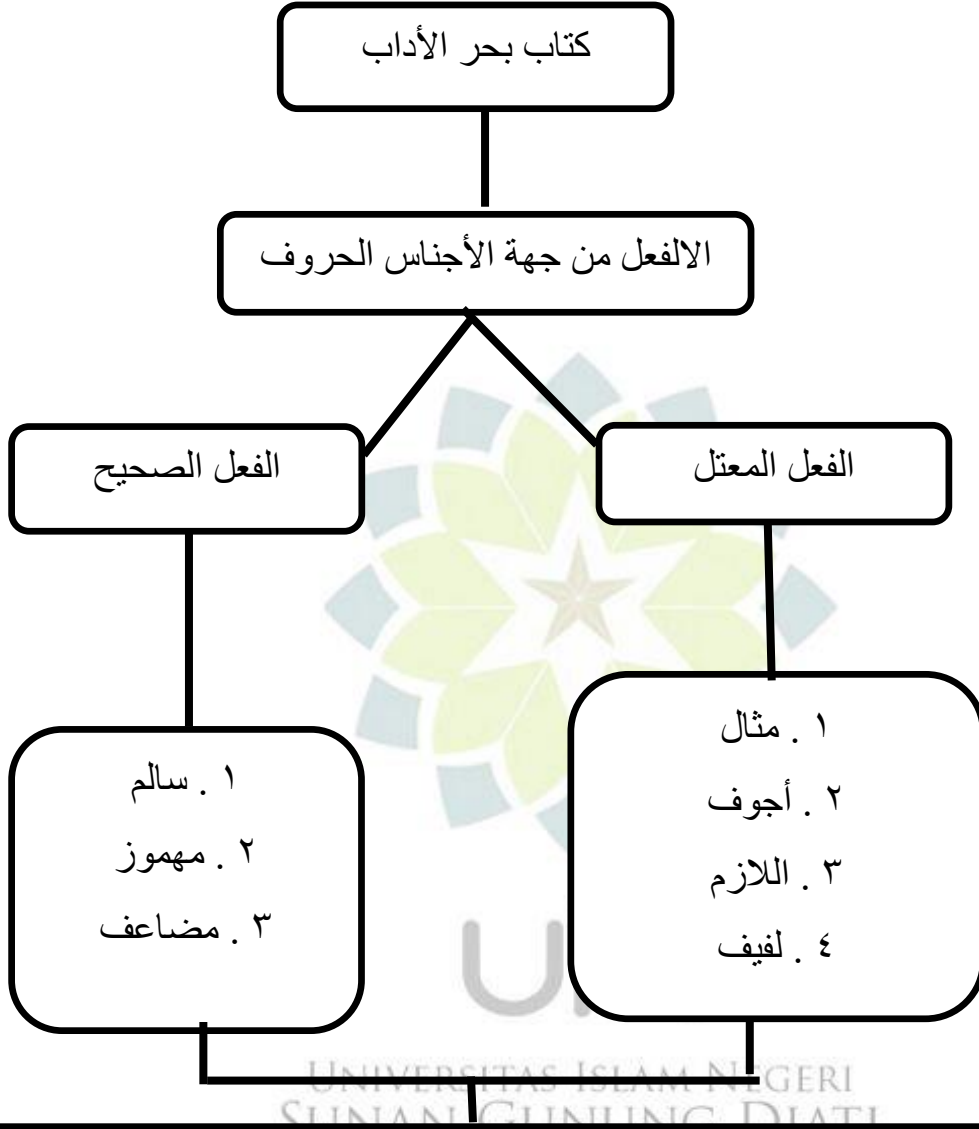 كتاب بحر الأداب
الالفعل من جهة الأجناس الحروف
الفعل الصحيح
الفعل المعتل
١ . سالم
٢ . مهموز
٣ . مضاعف
١ . مثال
٢ . أجوف
٣ . اللازم
٤ . لفيف
UNIVERSITAS ISLAM NEGERI
SUNAN GUNUNG DJATI